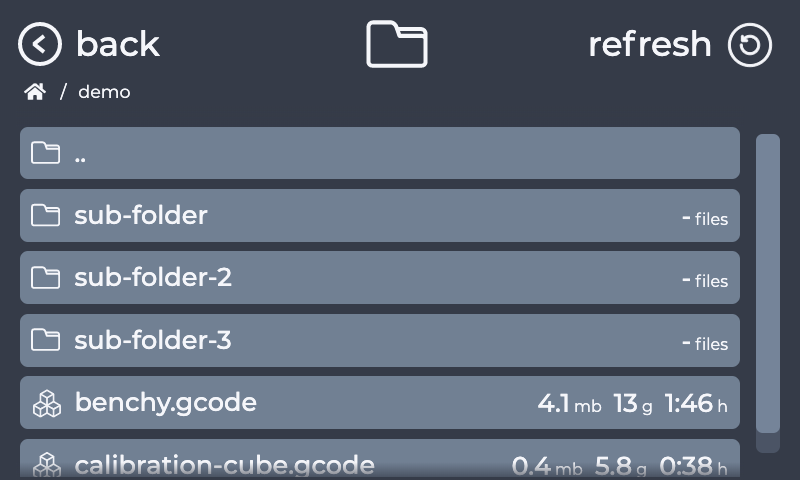 back
refresh
/ demo
..
sub-folder - files
sub-folder-2 - files
sub-folder-3 - files
benchy.gcode 4.1 mb 13 g 1:46 h
calibration-cube.gcode 0.4 mb 5.8 g 0:38 h